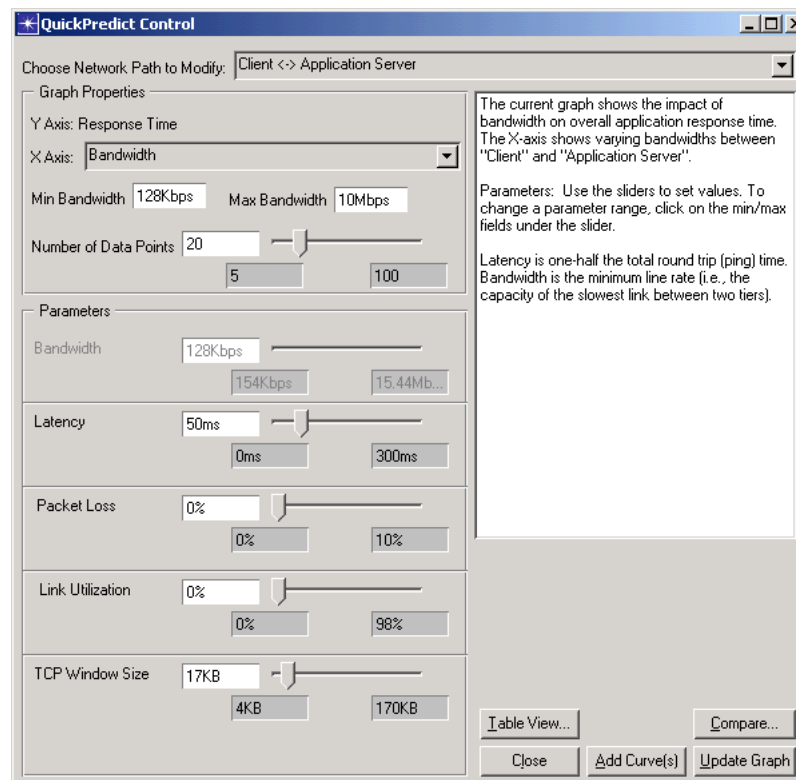 QuickPredict Control
Choose Network Path to Modify: Client <-> Application Server
Graph Properties
Y Axis: Response Time
X Axis: Bandwidth
Min Bandwidth 128Kbps Max Bandwidth 10Mbps
Number of Data Points 20
5 100
Parameters
Bandwidth 128Kbps
154Kbps 15.44Mb...
Latency 50ms
0ms 300ms
Packet Loss 0%
0% 10%
Link Utilization 0%
0% 98%
TCP Window Size 17KB
4KB 170KB
The current graph shows the impact of
bandwidth on overall application response time.
The X-axis shows varying bandwidths between
"Client" and "Application Server".
Parameters: Use the sliders to set values. To
change a parameter range, click on the min/max
fields under the slider.
Latency is one-half the total round trip (ping) time.
Bandwidth is the minimum line rate (i.e., the
capacity of the slowest link between two tiers).
Table View... Compare...
Close Add Curve(s) Update Graph